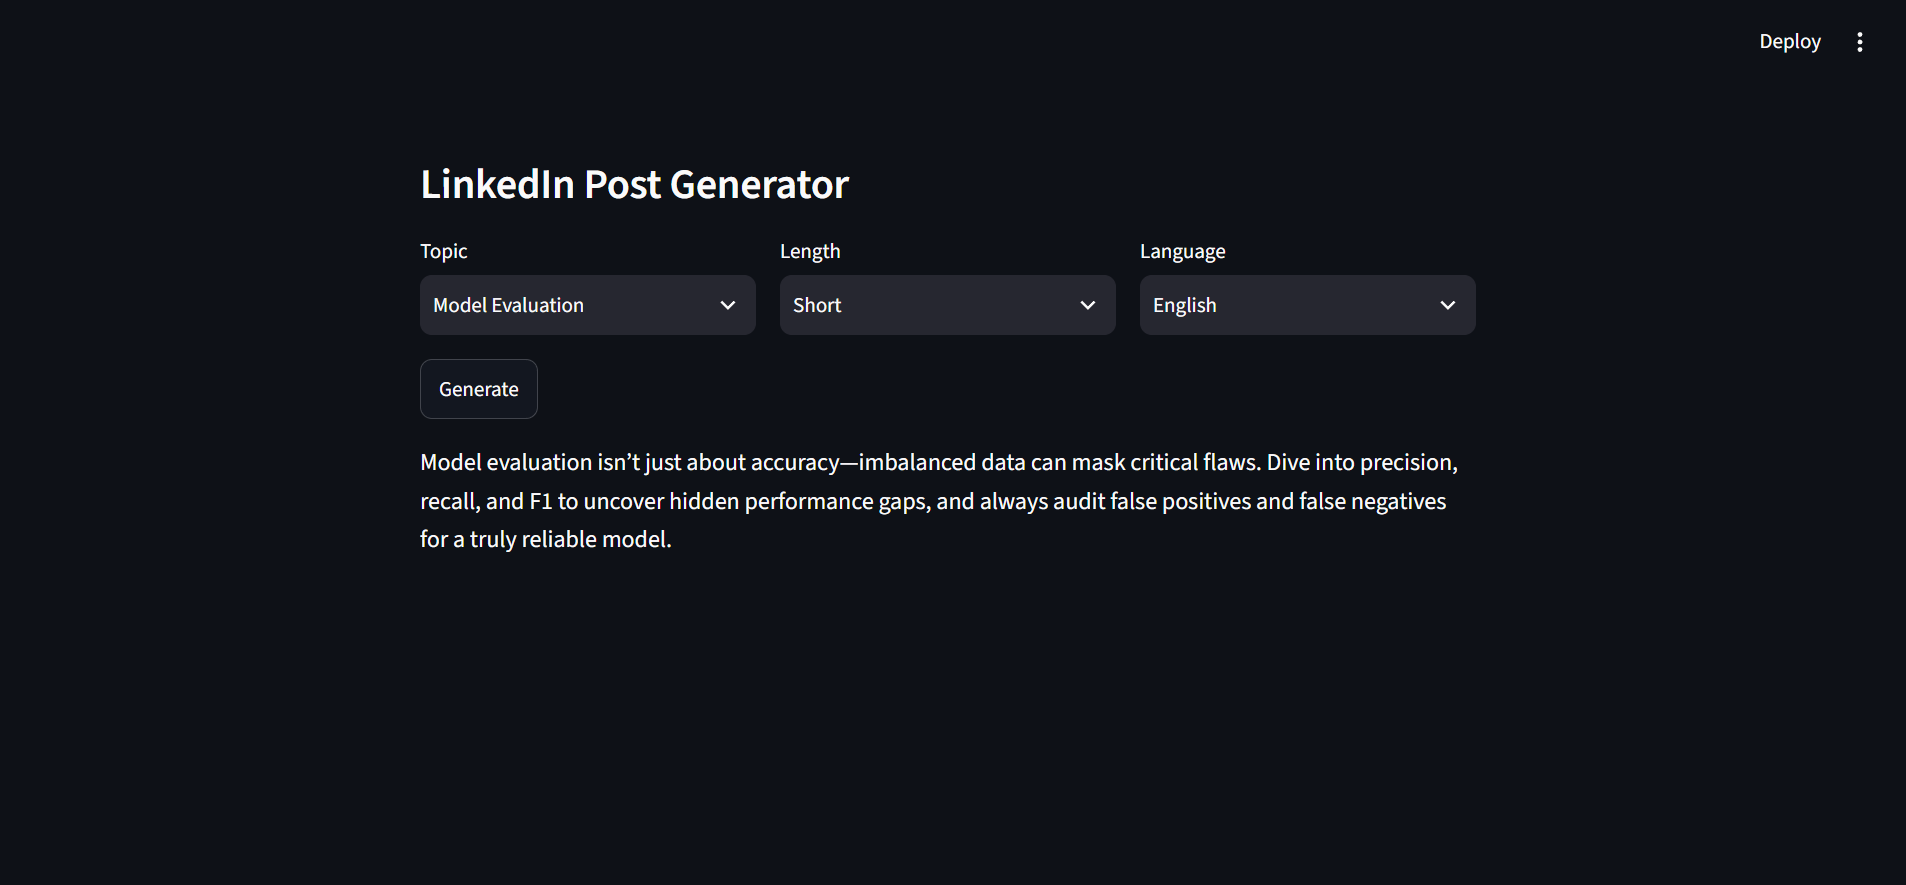 Deploy
LinkedIn Post Generator
Topic
Length
Language
Model Evaluation
Short
English
Generate
Model evaluation isn’t just about accuracy—imbalanced data can mask critical flaws. Dive into precision,
recall, and F1 to uncover hidden performance gaps, and always audit false positives and false negatives
for a truly reliable model.